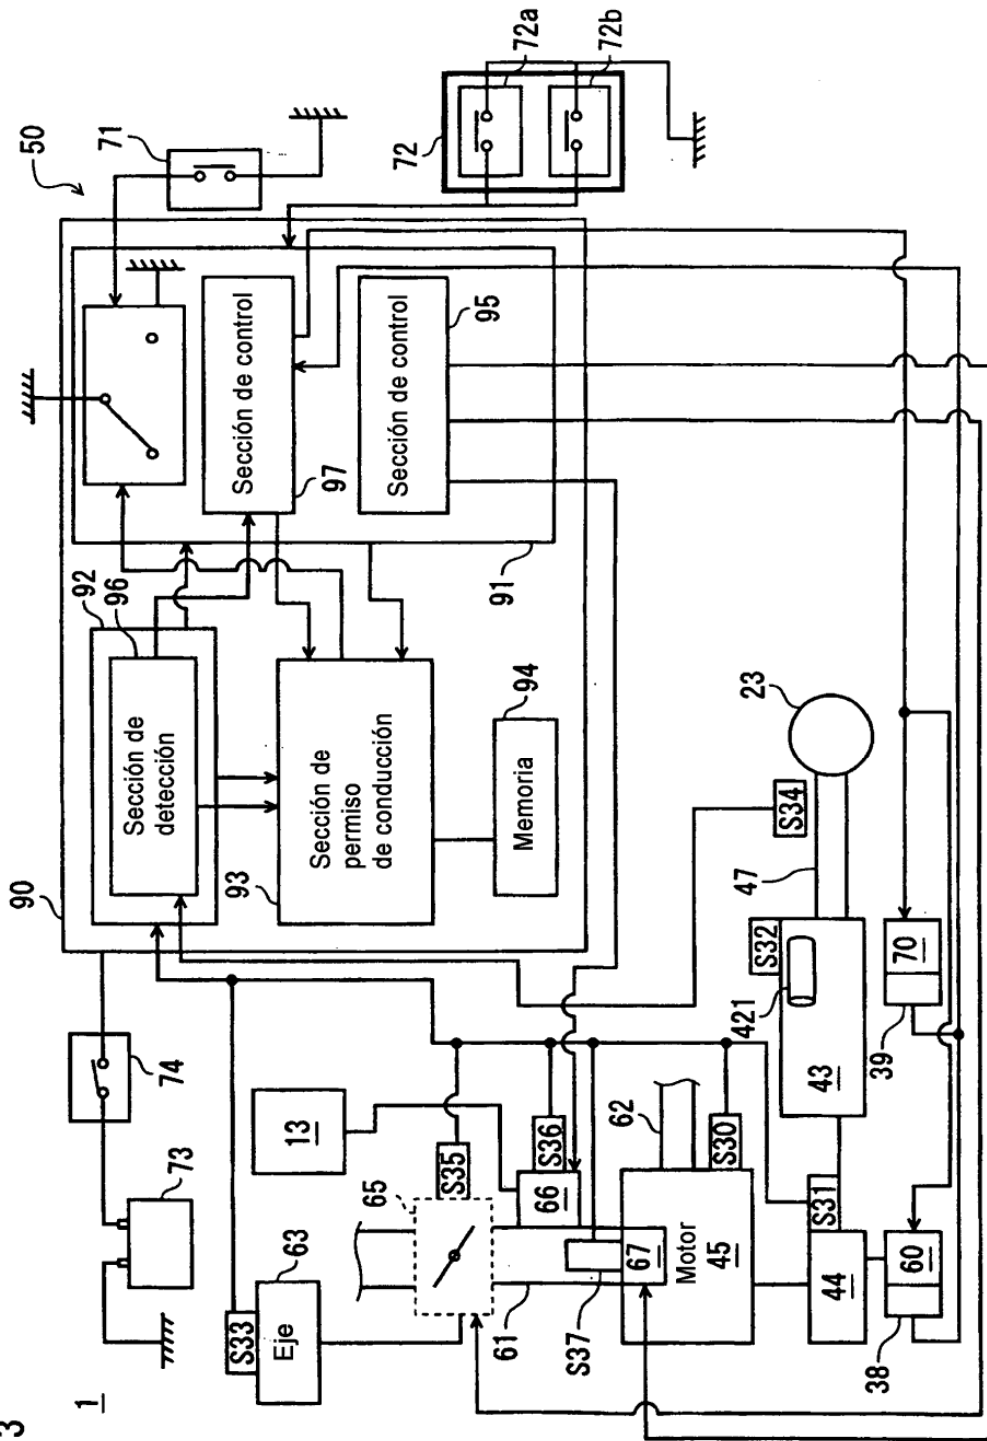 3
1
50
90
71
72
72a
72b
Sección de control
97
Sección de control
95
91
92
96
Sección de
detección
93
Sección de
permiso
de conducción
Memoria
94
74
73
13
63
Eje
S33
65
S35
66
S36
62
61
S37
67
Motor
45
S30
S31
44
60
38
S32
421
43
47
S34
23
70
39